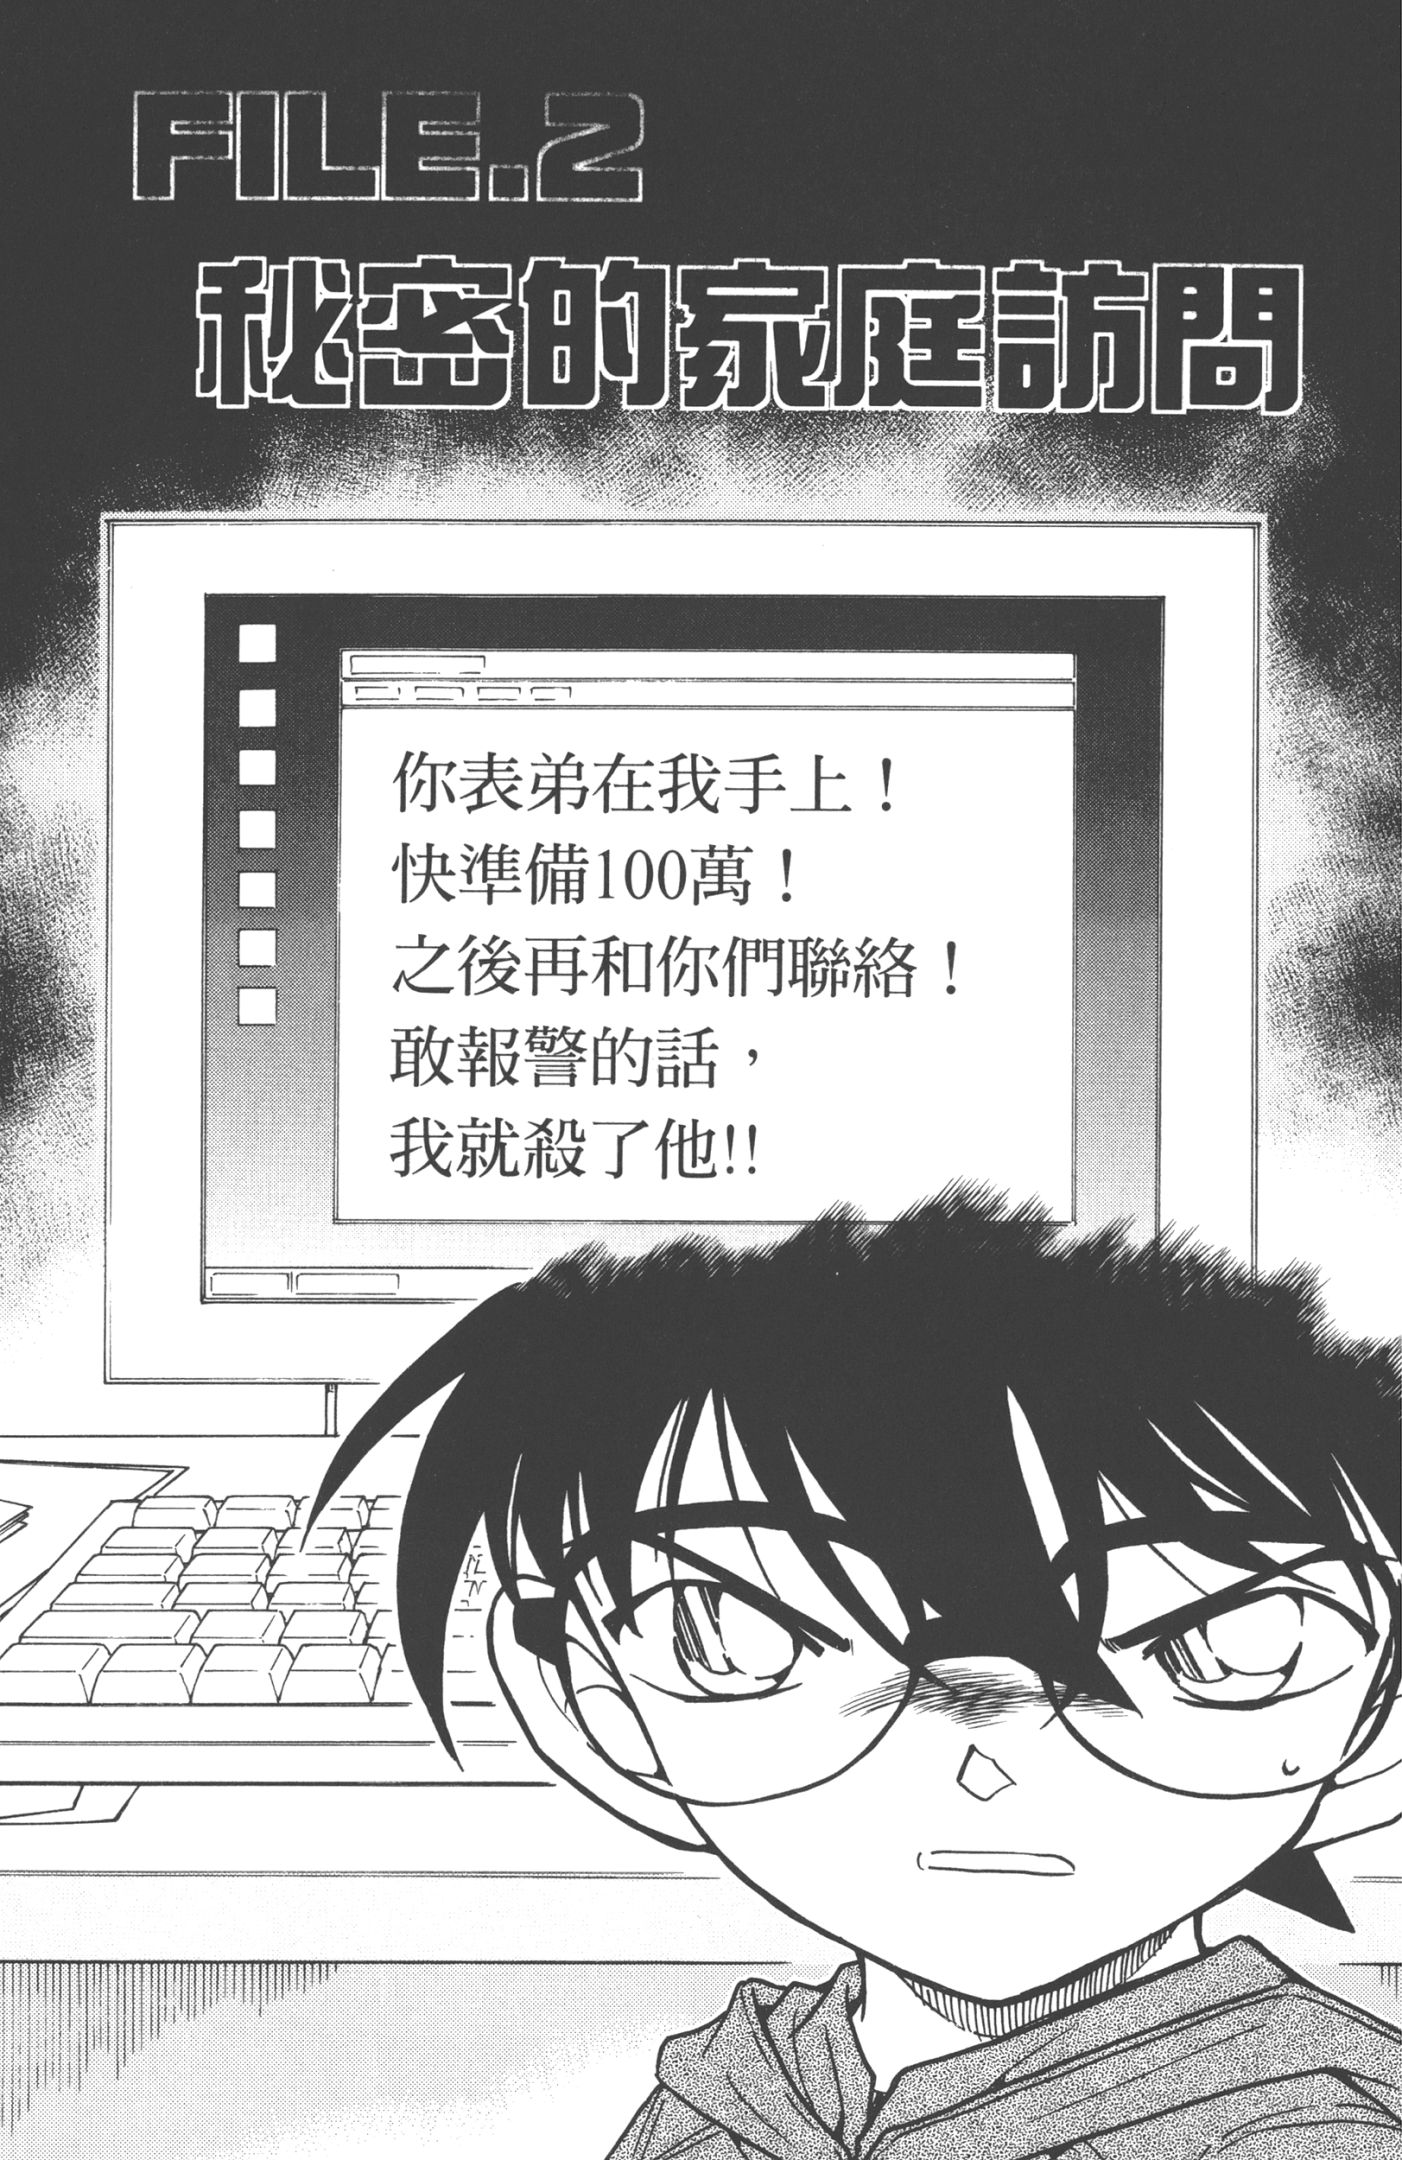 FILE.2
秘密的家庭訪問
你表弟在我手上！
快準備100萬！
之後再和你們聯絡！
敢報警的話，
我就殺了他!!